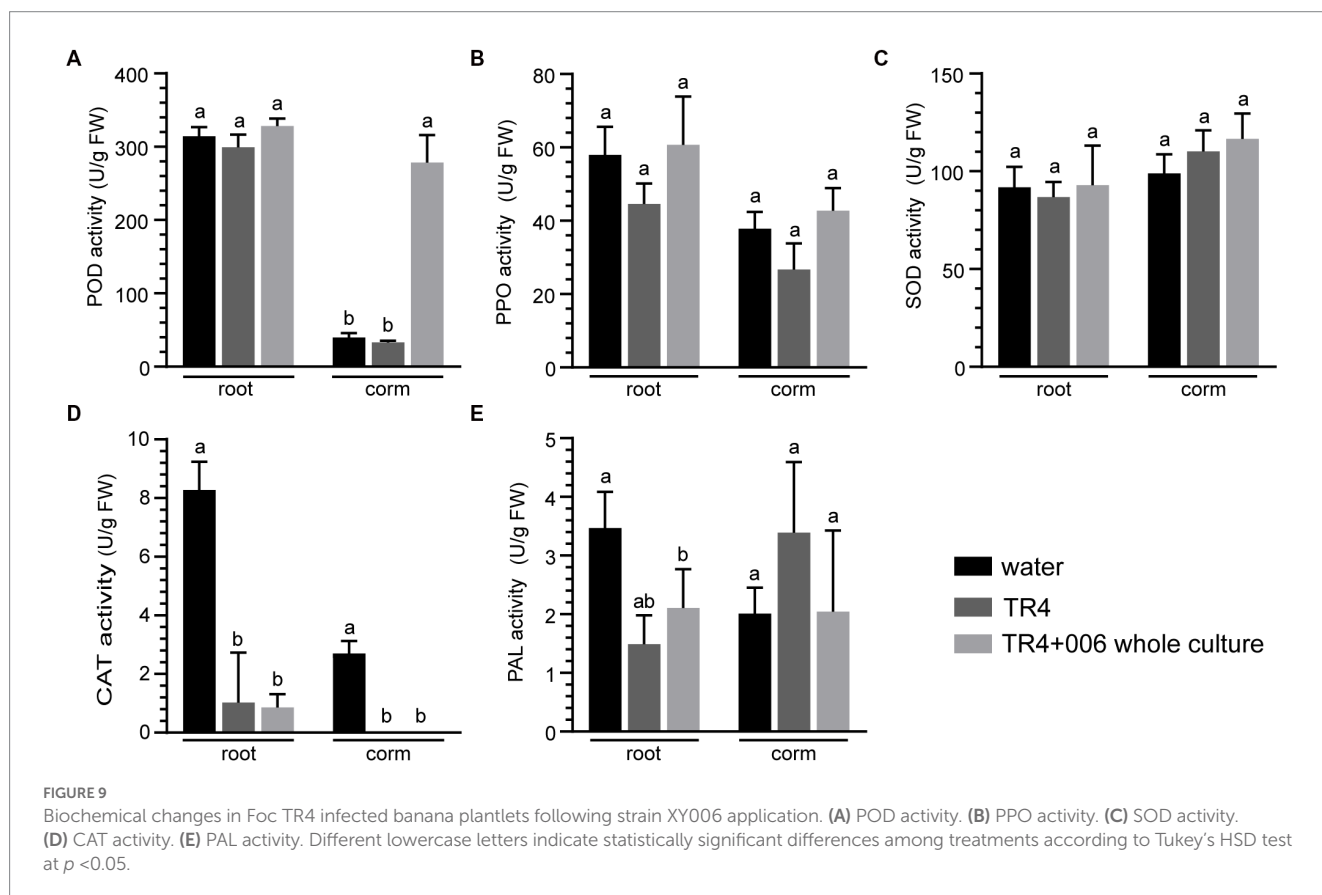 A
POD activity (U/g FW)
400
300
200
100
0
a
a
a
b
b
a
root
corm
B
PPO activity (U/g FW)
80
60
40
20
0
a
a
a
a
a
a
root
corm
C
SOD activity (U/g FW)
150
100
50
0
a
a
a
a
a
a
root
corm
D
CAT activity (U/g FW)
10
8
6
4
2
0
a
b
b
a
b
b
root
corm
E
PAL activity (U/g FW)
5
4
3
2
1
0
a
ab
b
a
a
a
root
corm
water
TR4
TR4+006 whole culture
FIGURE 9
Biochemical changes in Foc TR4 infected banana plantlets following strain XY006 application. (A) POD activity. (B) PPO activity. (C) SOD activity.
(D) CAT activity. (E) PAL activity. Different lowercase letters indicate statistically significant differences among treatments according to Tukey's HSD test
at p <0.05.